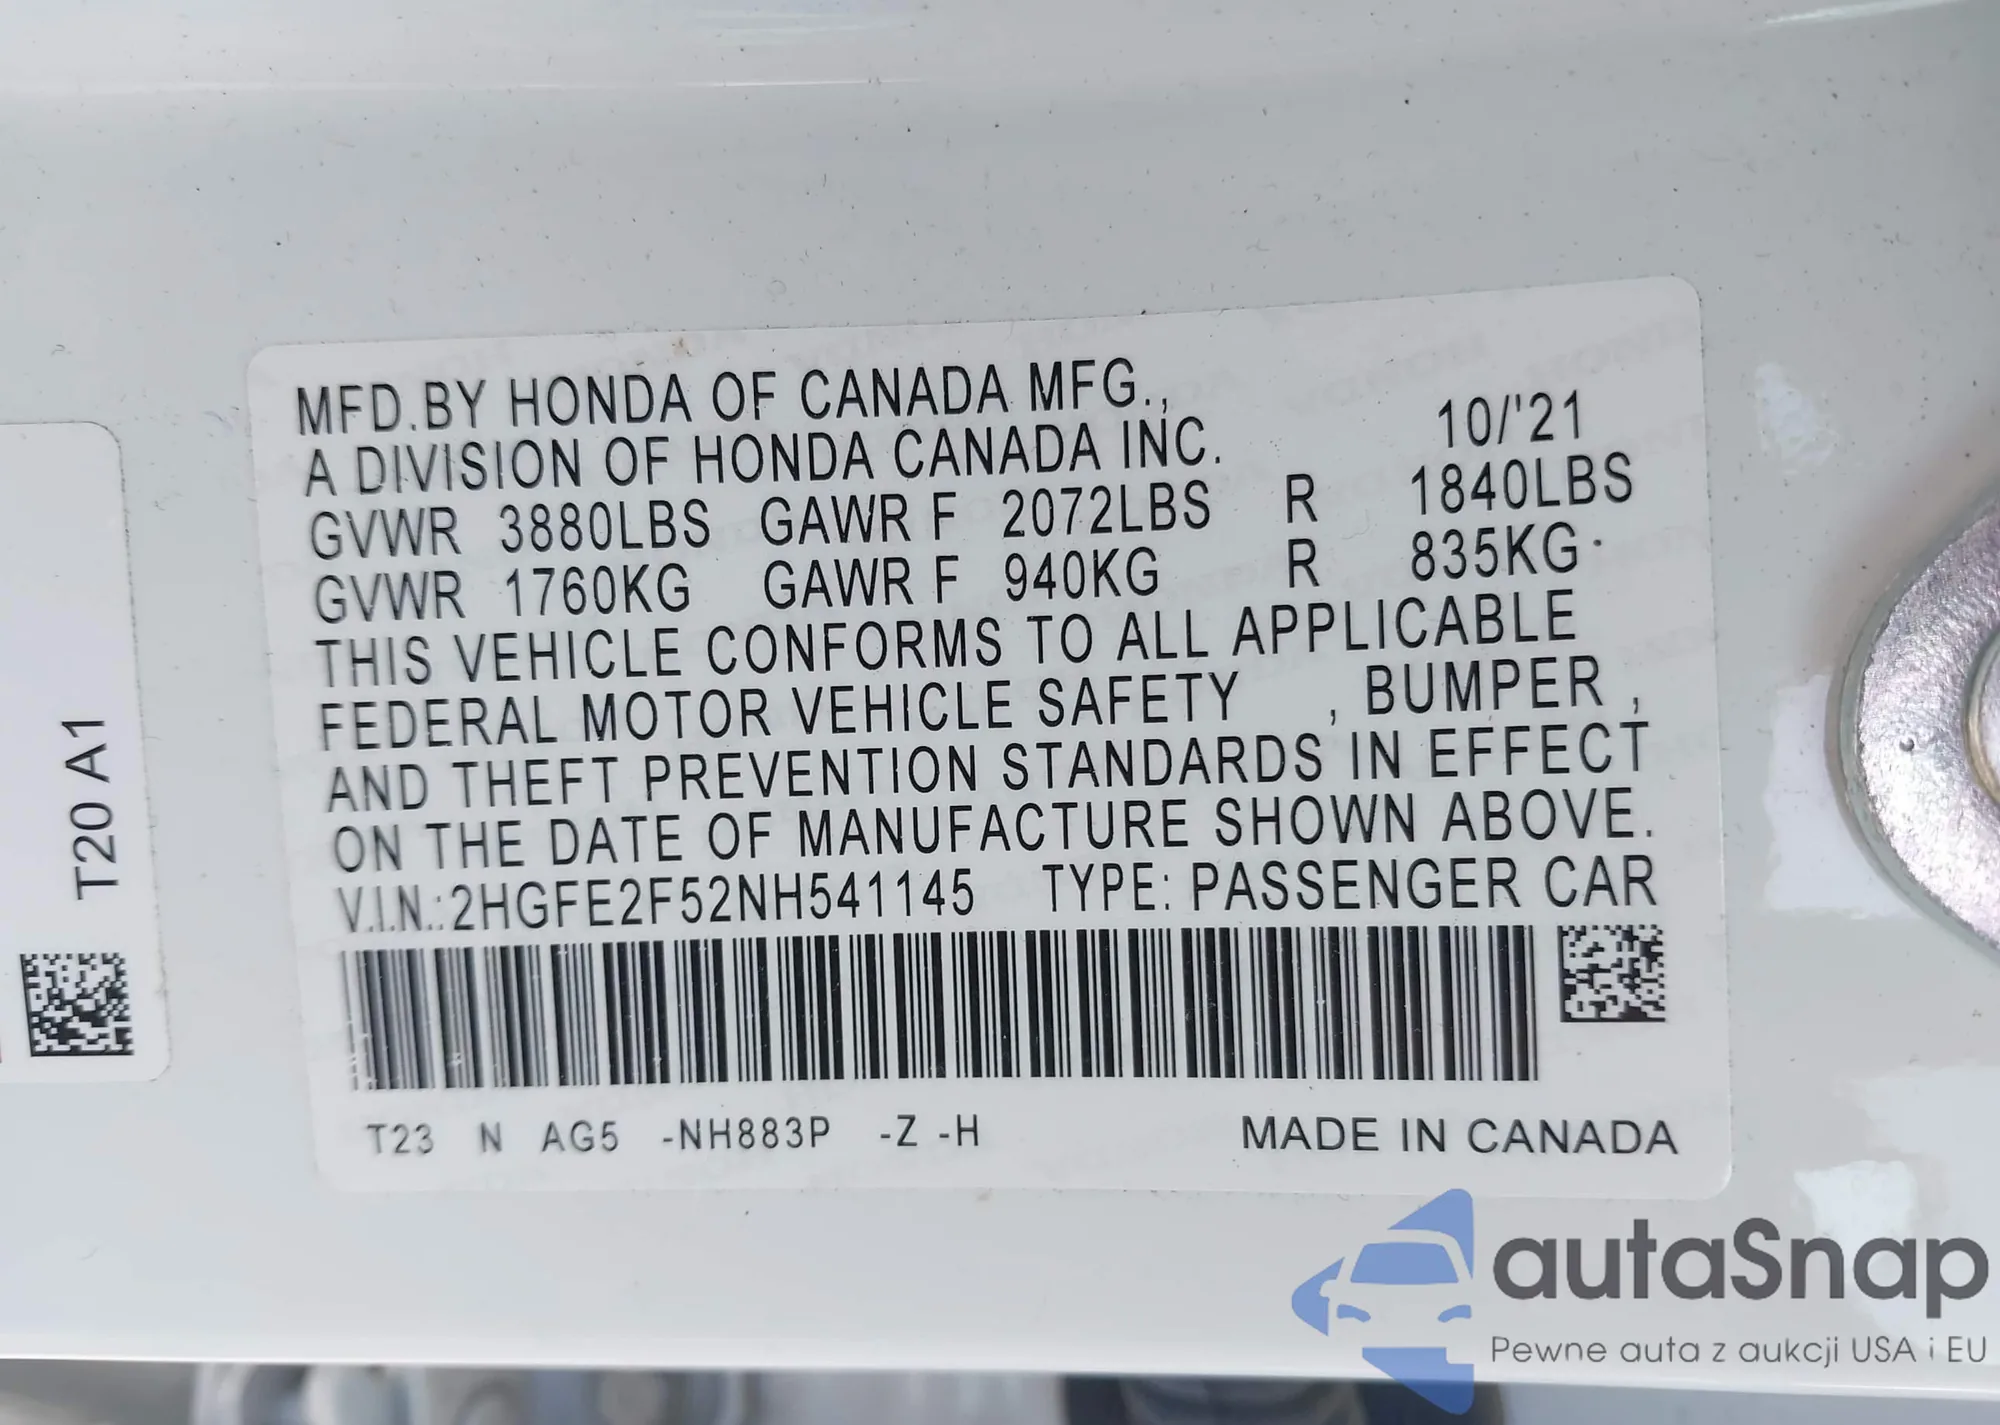 MFD.BY HONDA OF CANADA MFG.,
A DIVISION OF HONDA CANADA INC. 10/'21
GVWR 3880LBS GAWR F 2072LBS R 1840LBS
GVWR 1760KG GAWR F 940KG R 835KG
THIS VEHICLE CONFORMS TO ALL APPLICABLE
FEDERAL MOTOR VEHICLE SAFETY , BUMPER ,
AND THEFT PREVENTION STANDARDS IN EFFECT
ON THE DATE OF MANUFACTURE SHOWN ABOVE.
V.I.N.:2HGFE2F52NH541145 TYPE: PASSENGER CAR
T23 N AG5 -NH883P -Z -H MADE IN CANADA
T20 A1
autaSnap
Pewne auta z aukcji USA i EU